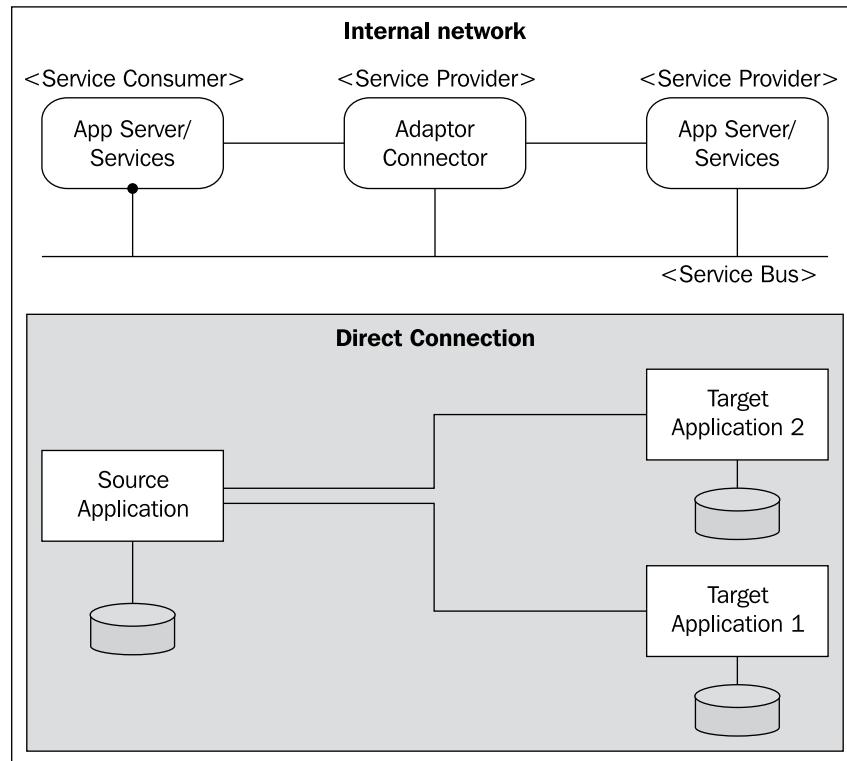 Internal network
<Service Consumer>
<Service Provider>
<Service Provider>
App Server/
Services
Adaptor
Connector
App Server/
Services
<Service Bus>
Direct Connection
Target
Application 2
Source
Application
Target
Application 1